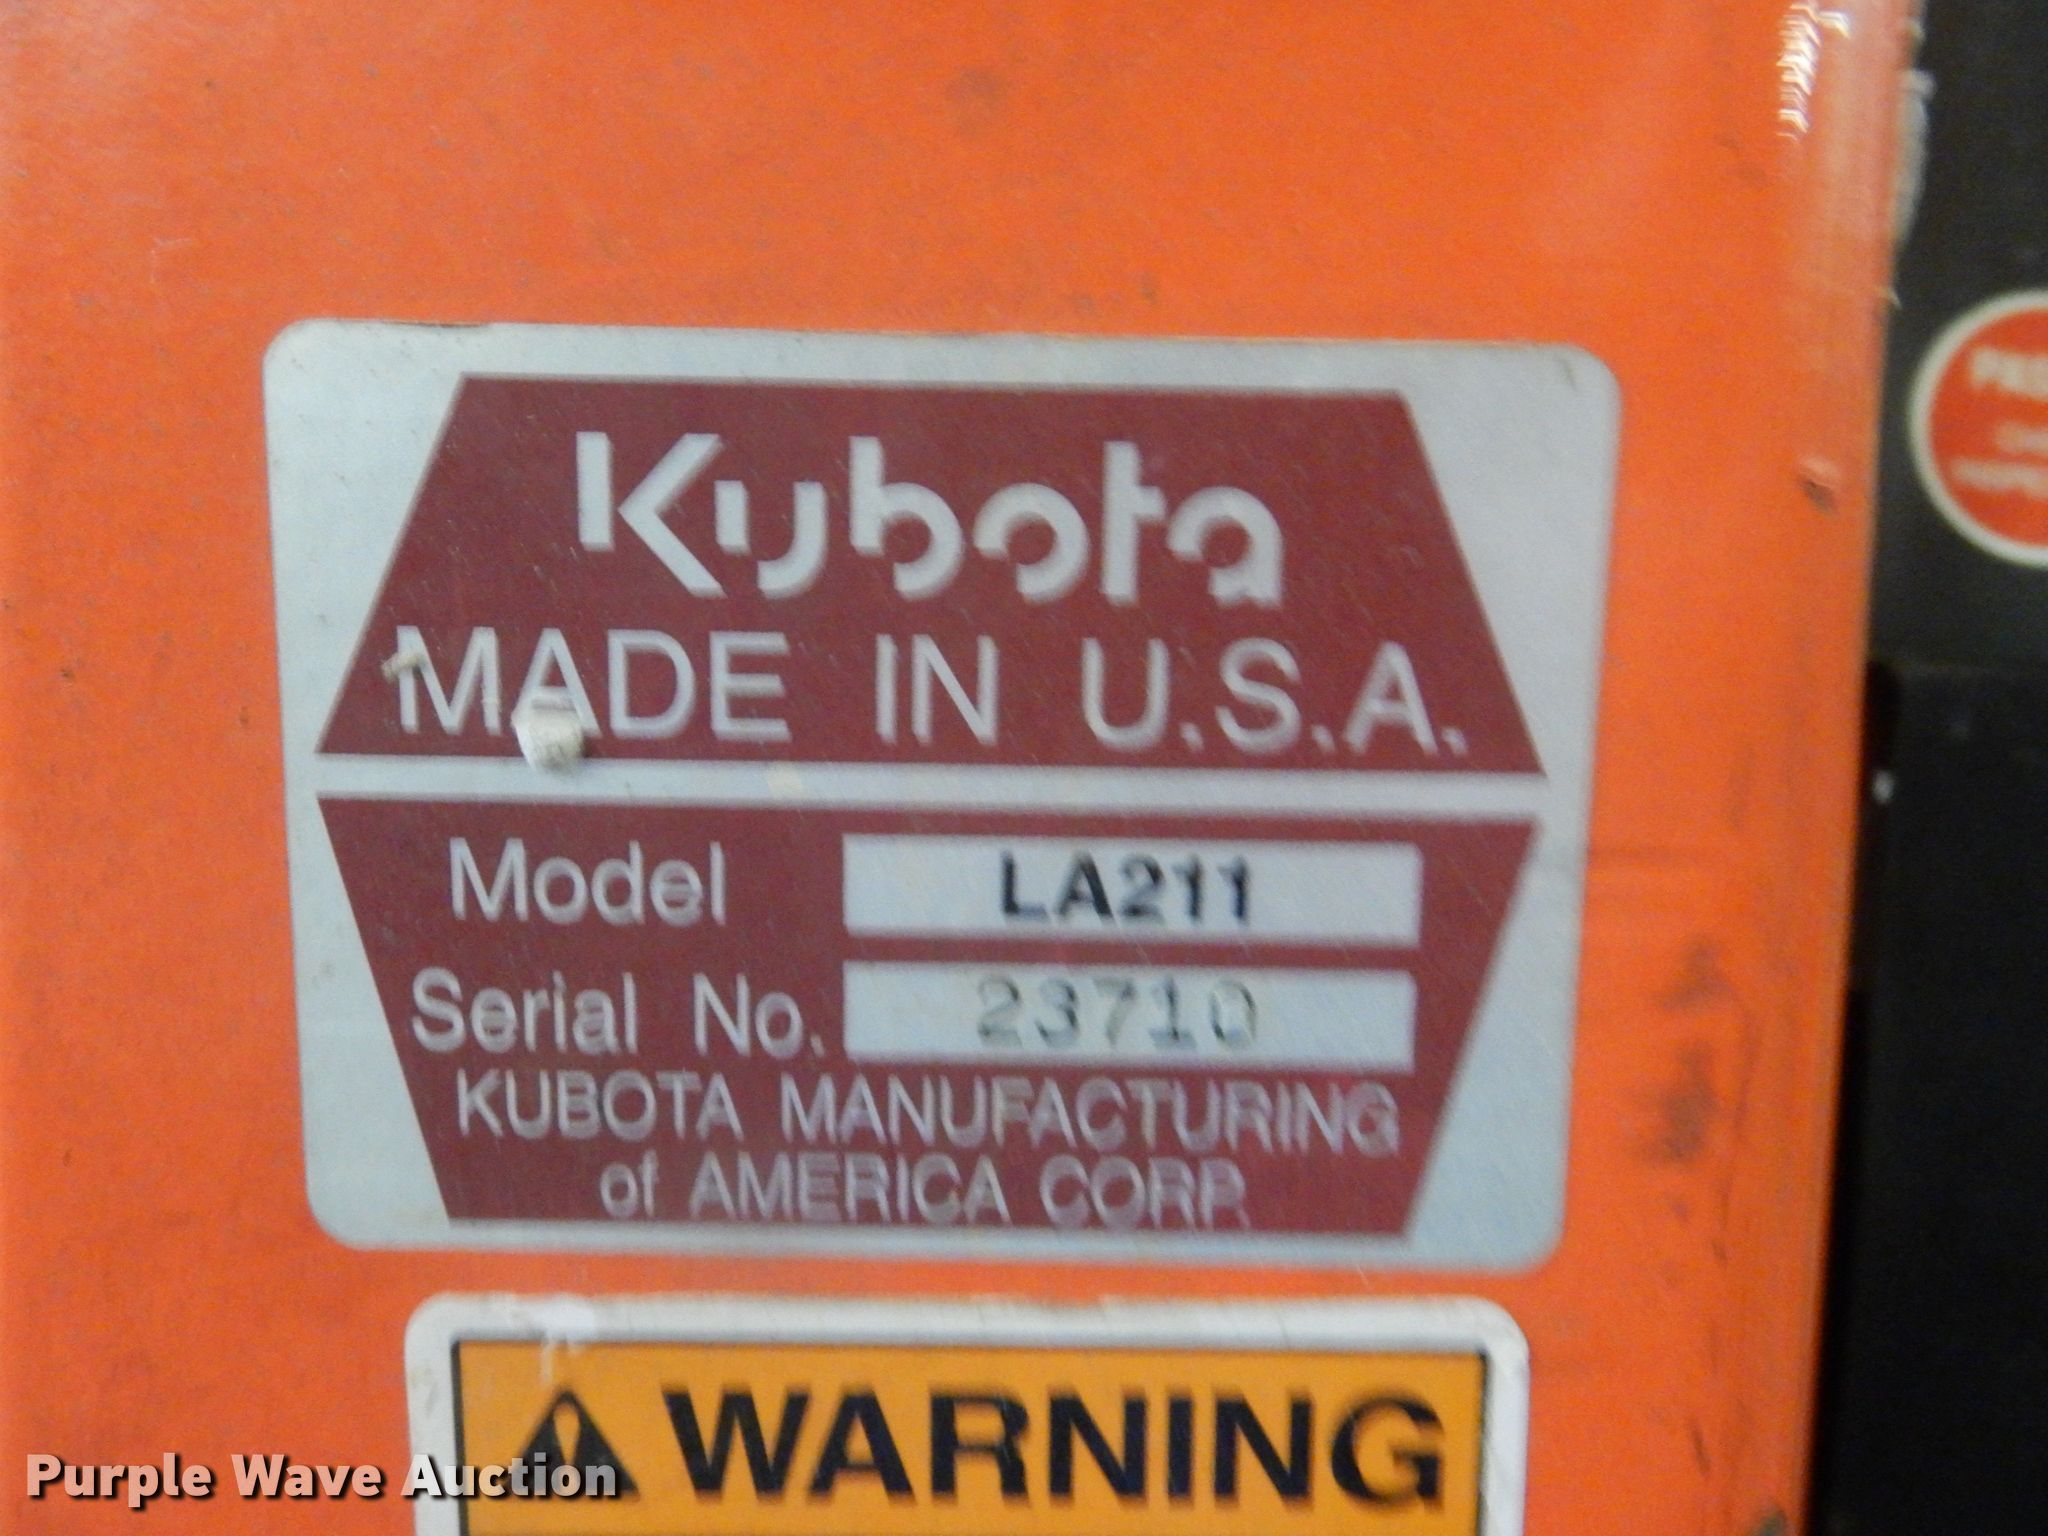 Kubota
MADE IN U.S.A.
Model LA211
Serial No. 23710
KUBOTA MANUFACTURING
of AMERICA CORP.
WARNING
Purple Wave Auction